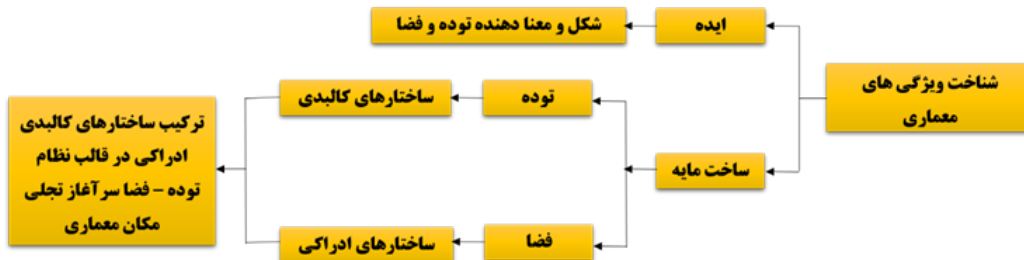 شناخت ویژگی های
معماری
ایده
شکل و معنا دهنده توده و فضا
ساخت مایه
توده
ساختارهای کالبدی
فضا
ساختارهای ادراکی
ترکیب ساختارهای کالبدی
ادراکی در قالب نظام
توده – فضا سرآغاز تجلی
مکان معماری